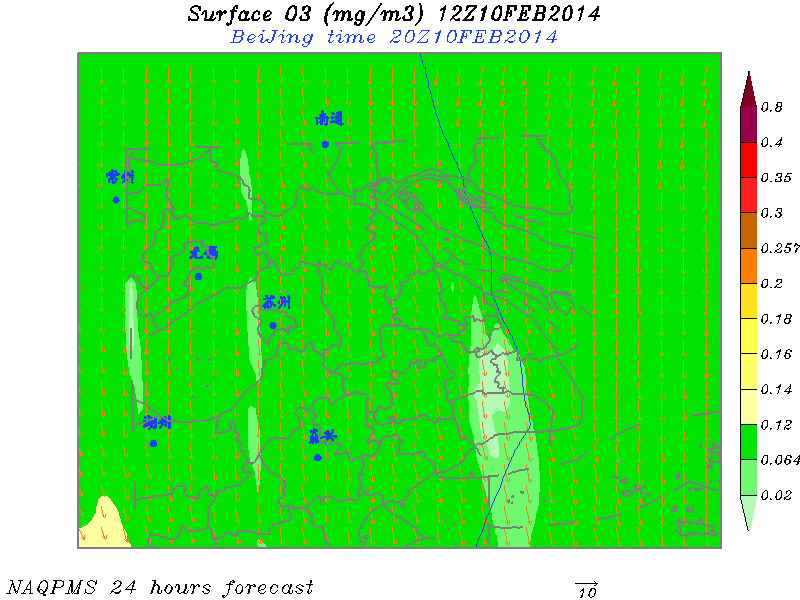 Surface O3 (mg/m3) 12Z10FEB2014
BeiJing time 20Z10FEB2014
南通
常州
无锡
苏州
湖州
嘉兴
0.8
0.4
0.35
0.3
0.257
0.2
0.18
0.16
0.14
0.12
0.064
0.02
NAQPMS 24 hours forecast
10